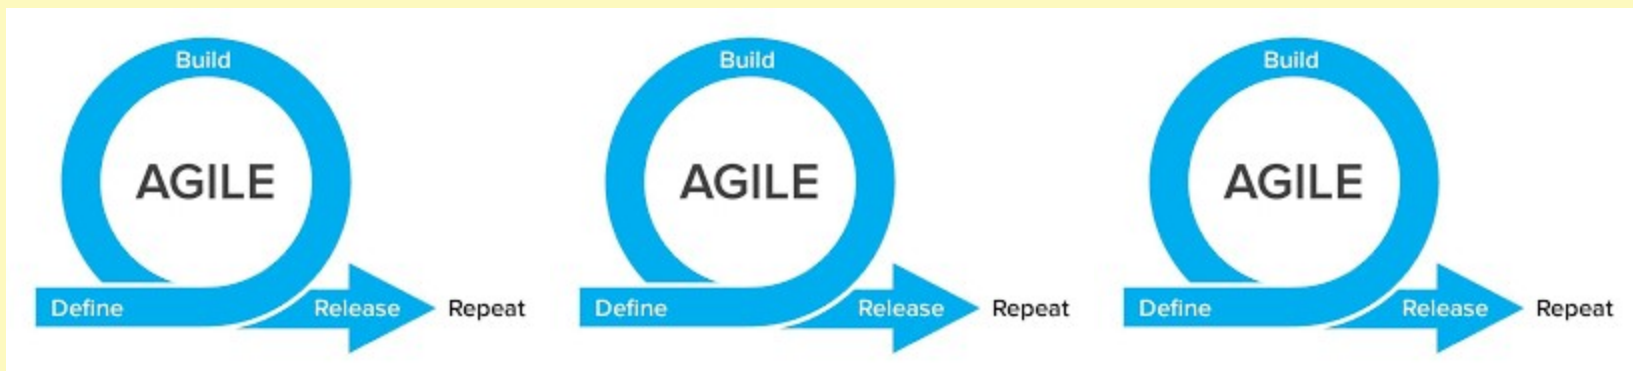 Build
AGILE
Define
Release
Repeat
Build
AGILE
Define
Release
Repeat
Build
AGILE
Define
Release
Repeat